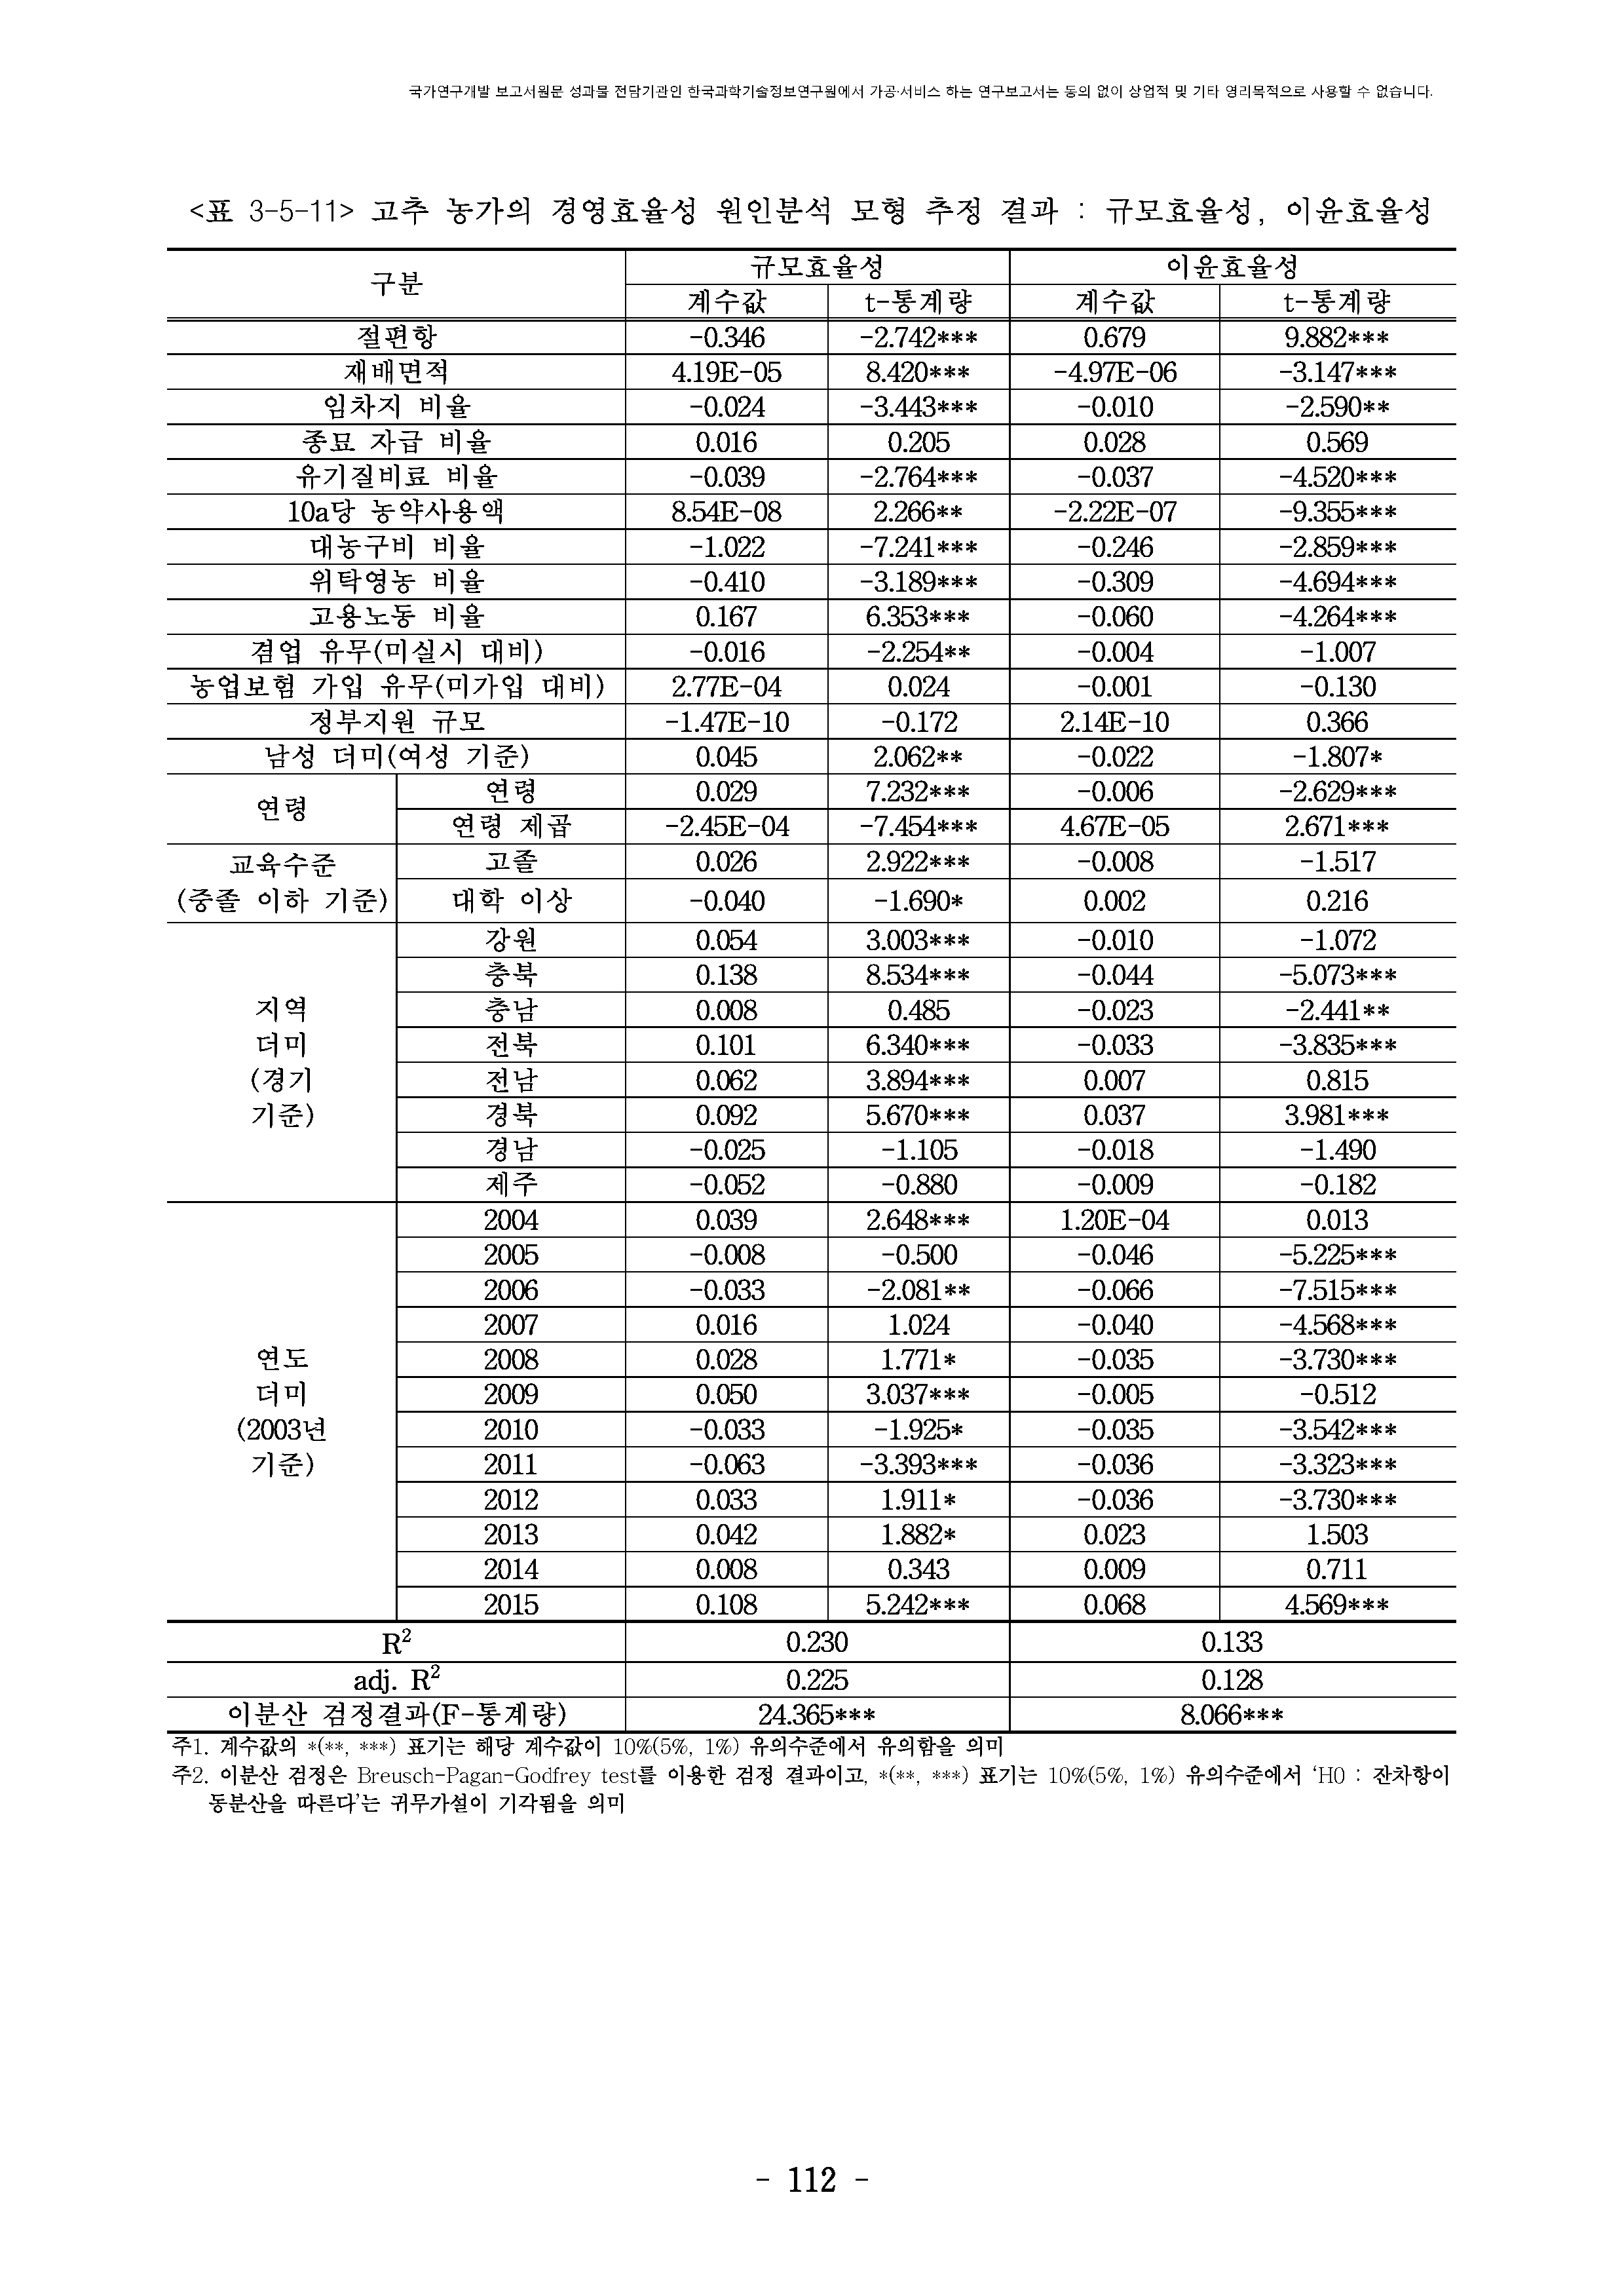 국가연구개발 보고서원문 성과물 전담기관인 한국과학기술정보연구원에서 가공·서비스 하는 연구보고서는 동의 없이 상업적 및 기타 영리목적으로 사용할 수 없습니다.
<표 3-5-11> 고추 농가의 경영효율성 원인분석 모형 추정 결과 : 규모효율성, 이윤효율성
구분 규모효율성 이윤효율성
계수값 t-통계량 계수값 t-통계량
절편항 -0.346 -2.742*** 0.679 9.882***
재배면적 4.19E-05 8.420*** -4.97E-06 -3.147***
임차지 비율 -0.024 -3.443*** -0.010 -2.590**
종묘 자급 비율 0.016 0.205 0.028 0.569
유기질비료 비율 -0.039 -2.764*** -0.037 -4.520***
10a당 농약사용액 8.54E-08 2.266** -2.22E-07 -9.355***
대농구비 비율 -1.022 -7.241*** -0.246 -2.859***
위탁영농 비율 -0.410 -3.189*** -0.309 -4.694***
고용노동 비율 0.167 6.353*** -0.060 -4.264***
겸업 유무(미실시 대비) -0.016 -2.254** -0.004 -1.007
농업보험 가입 유무(미가입 대비) 2.77E-04 0.024 -0.001 -0.130
정부지원 규모 -1.47E-10 -0.172 2.14E-10 0.366
남성 더미(여성 기준) 0.045 2.062** -0.022 -1.807*
연령 연령 0.029 7.232*** -0.006 -2.629***
연령 제곱 -2.45E-04 -7.454*** 4.67E-05 2.671***
교육수준 고졸 0.026 2.922*** -0.008 -1.517
(중졸 이하 기준) 대학 이상 -0.040 -1.690* 0.002 0.216
강원 0.054 3.003*** -0.010 -1.072
충북 0.138 8.534*** -0.044 -5.073***
지역 충남 0.008 0.485 -0.023 -2.441**
더미 전북 0.101 6.340*** -0.033 -3.835***
(경기 전남 0.062 3.894*** 0.007 0.815
기준) 경북 0.092 5.670*** 0.037 3.981***
경남 -0.025 -1.105 -0.018 -1.490
제주 -0.052 -0.880 -0.009 -0.182
2004 0.039 2.648*** 1.20E-04 0.013
2005 -0.008 -0.500 -0.046 -5.225***
2006 -0.033 -2.081** -0.066 -7.515***
2007 0.016 1.024 -0.040 -4.568***
연도 2008 0.028 1.771* -0.035 -3.730***
더미 2009 0.050 3.037*** -0.005 -0.512
(2003년 2010 -0.033 -1.925* -0.035 -3.542***
기준) 2011 -0.063 -3.393*** -0.036 -3.323***
2012 0.033 1.911* -0.036 -3.730***
2013 0.042 1.882* 0.023 1.503
2014 0.008 0.343 0.009 0.711
2015 0.108 5.242*** 0.068 4.569***
R² 0.230 0.133
adj. R² 0.225 0.128
이분산 검정결과(F-통계량) 24.365*** 8.066***
주1. 계수값의 *(**, ***) 표기는 해당 계수값이 10%(5%, 1%) 유의수준에서 유의함을 의미
주2. 이분산 검정은 Breusch-Pagan-Godfrey test를 이용한 검정 결과이고, *(**, ***) 표기는 10%(5%, 1%) 유의수준에서 ‘H0 : 잔차항이
동분산을 따른다’는 귀무가설이 기각됨을 의미
- 112 -